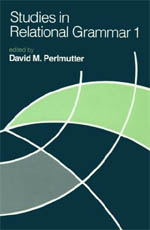 Studies in
Relational Grammar 1
edited by
David M. Perlmutter